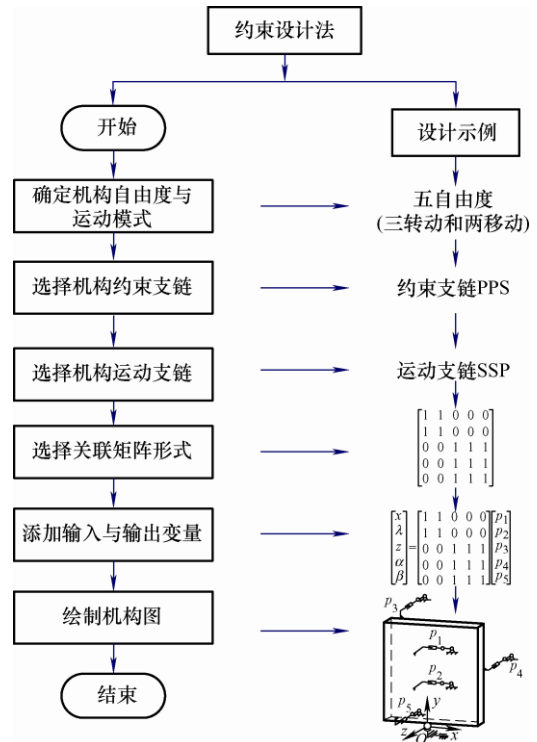 约束设计法
开始
设计示例
确定机构自由度与
运动模式
五自由度
(三转动和两移动)
选择机构约束支链
约束支链PPS
选择机构运动支链
运动支链SSP
选择关联矩阵形式
1 1 0 0 0
1 1 0 0 0
0 0 1 1 1
0 0 1 1 1
0 0 1 1 1
添加输入与输出变量
x 1 1 0 0 0 p1
λ 1 1 0 0 0 p2
z = 0 0 1 1 1 p3
α 0 0 1 1 1 p4
β 0 0 1 1 1 p5
绘制机构图
p3
p1
p4
p2
p5
y
z
O
x
结束